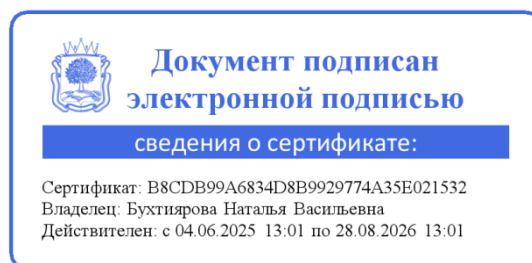 Документ подписан
электронной подписью
сведения о сертификате:
Сертификат: B8CDB99A6834D8B9929774A35E021532
Владелец: Бухтиярова Наталья Васильевна
Действителен: с 04.06.2025 13:01 по 28.08.2026 13:01